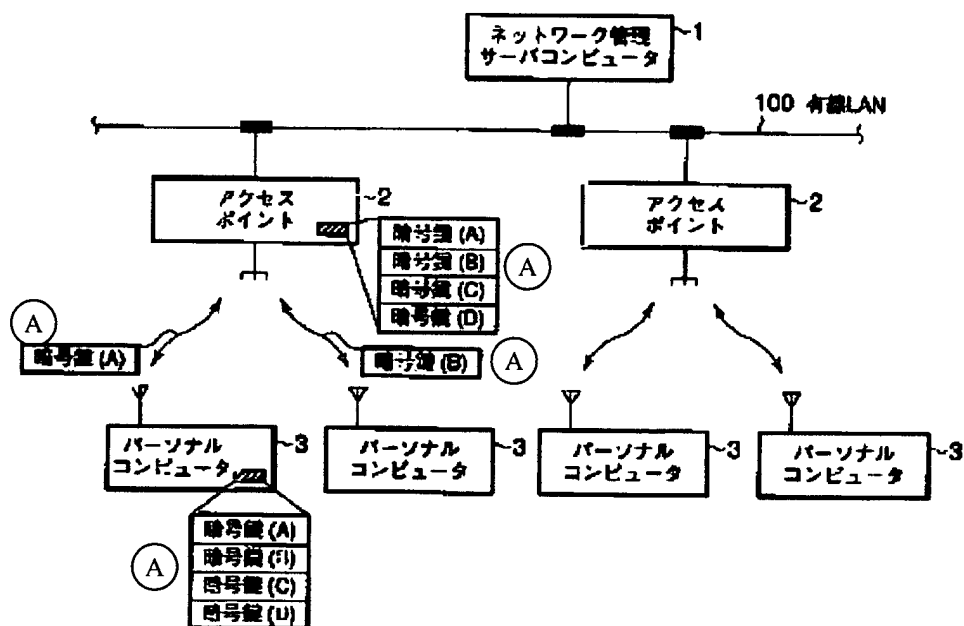 ネットワーク管理
サーバコンピュータ
1
100 有線LAN
アクセス
ポイント
2
アクセス
ポイント
2
暗号鍵 (A)
暗号鍵 (B)
暗号鍵 (C)
暗号鍵 (D)
A
A
暗号鍵 (A)
暗号鍵 (B)
A
パーソナル
コンピュータ
3
パーソナル
コンピュータ
3
パーソナル
コンピュータ
3
パーソナル
コンピュータ
3
A
暗号鍵 (A)
暗号鍵 (B)
暗号鍵 (C)
暗号鍵 (D)